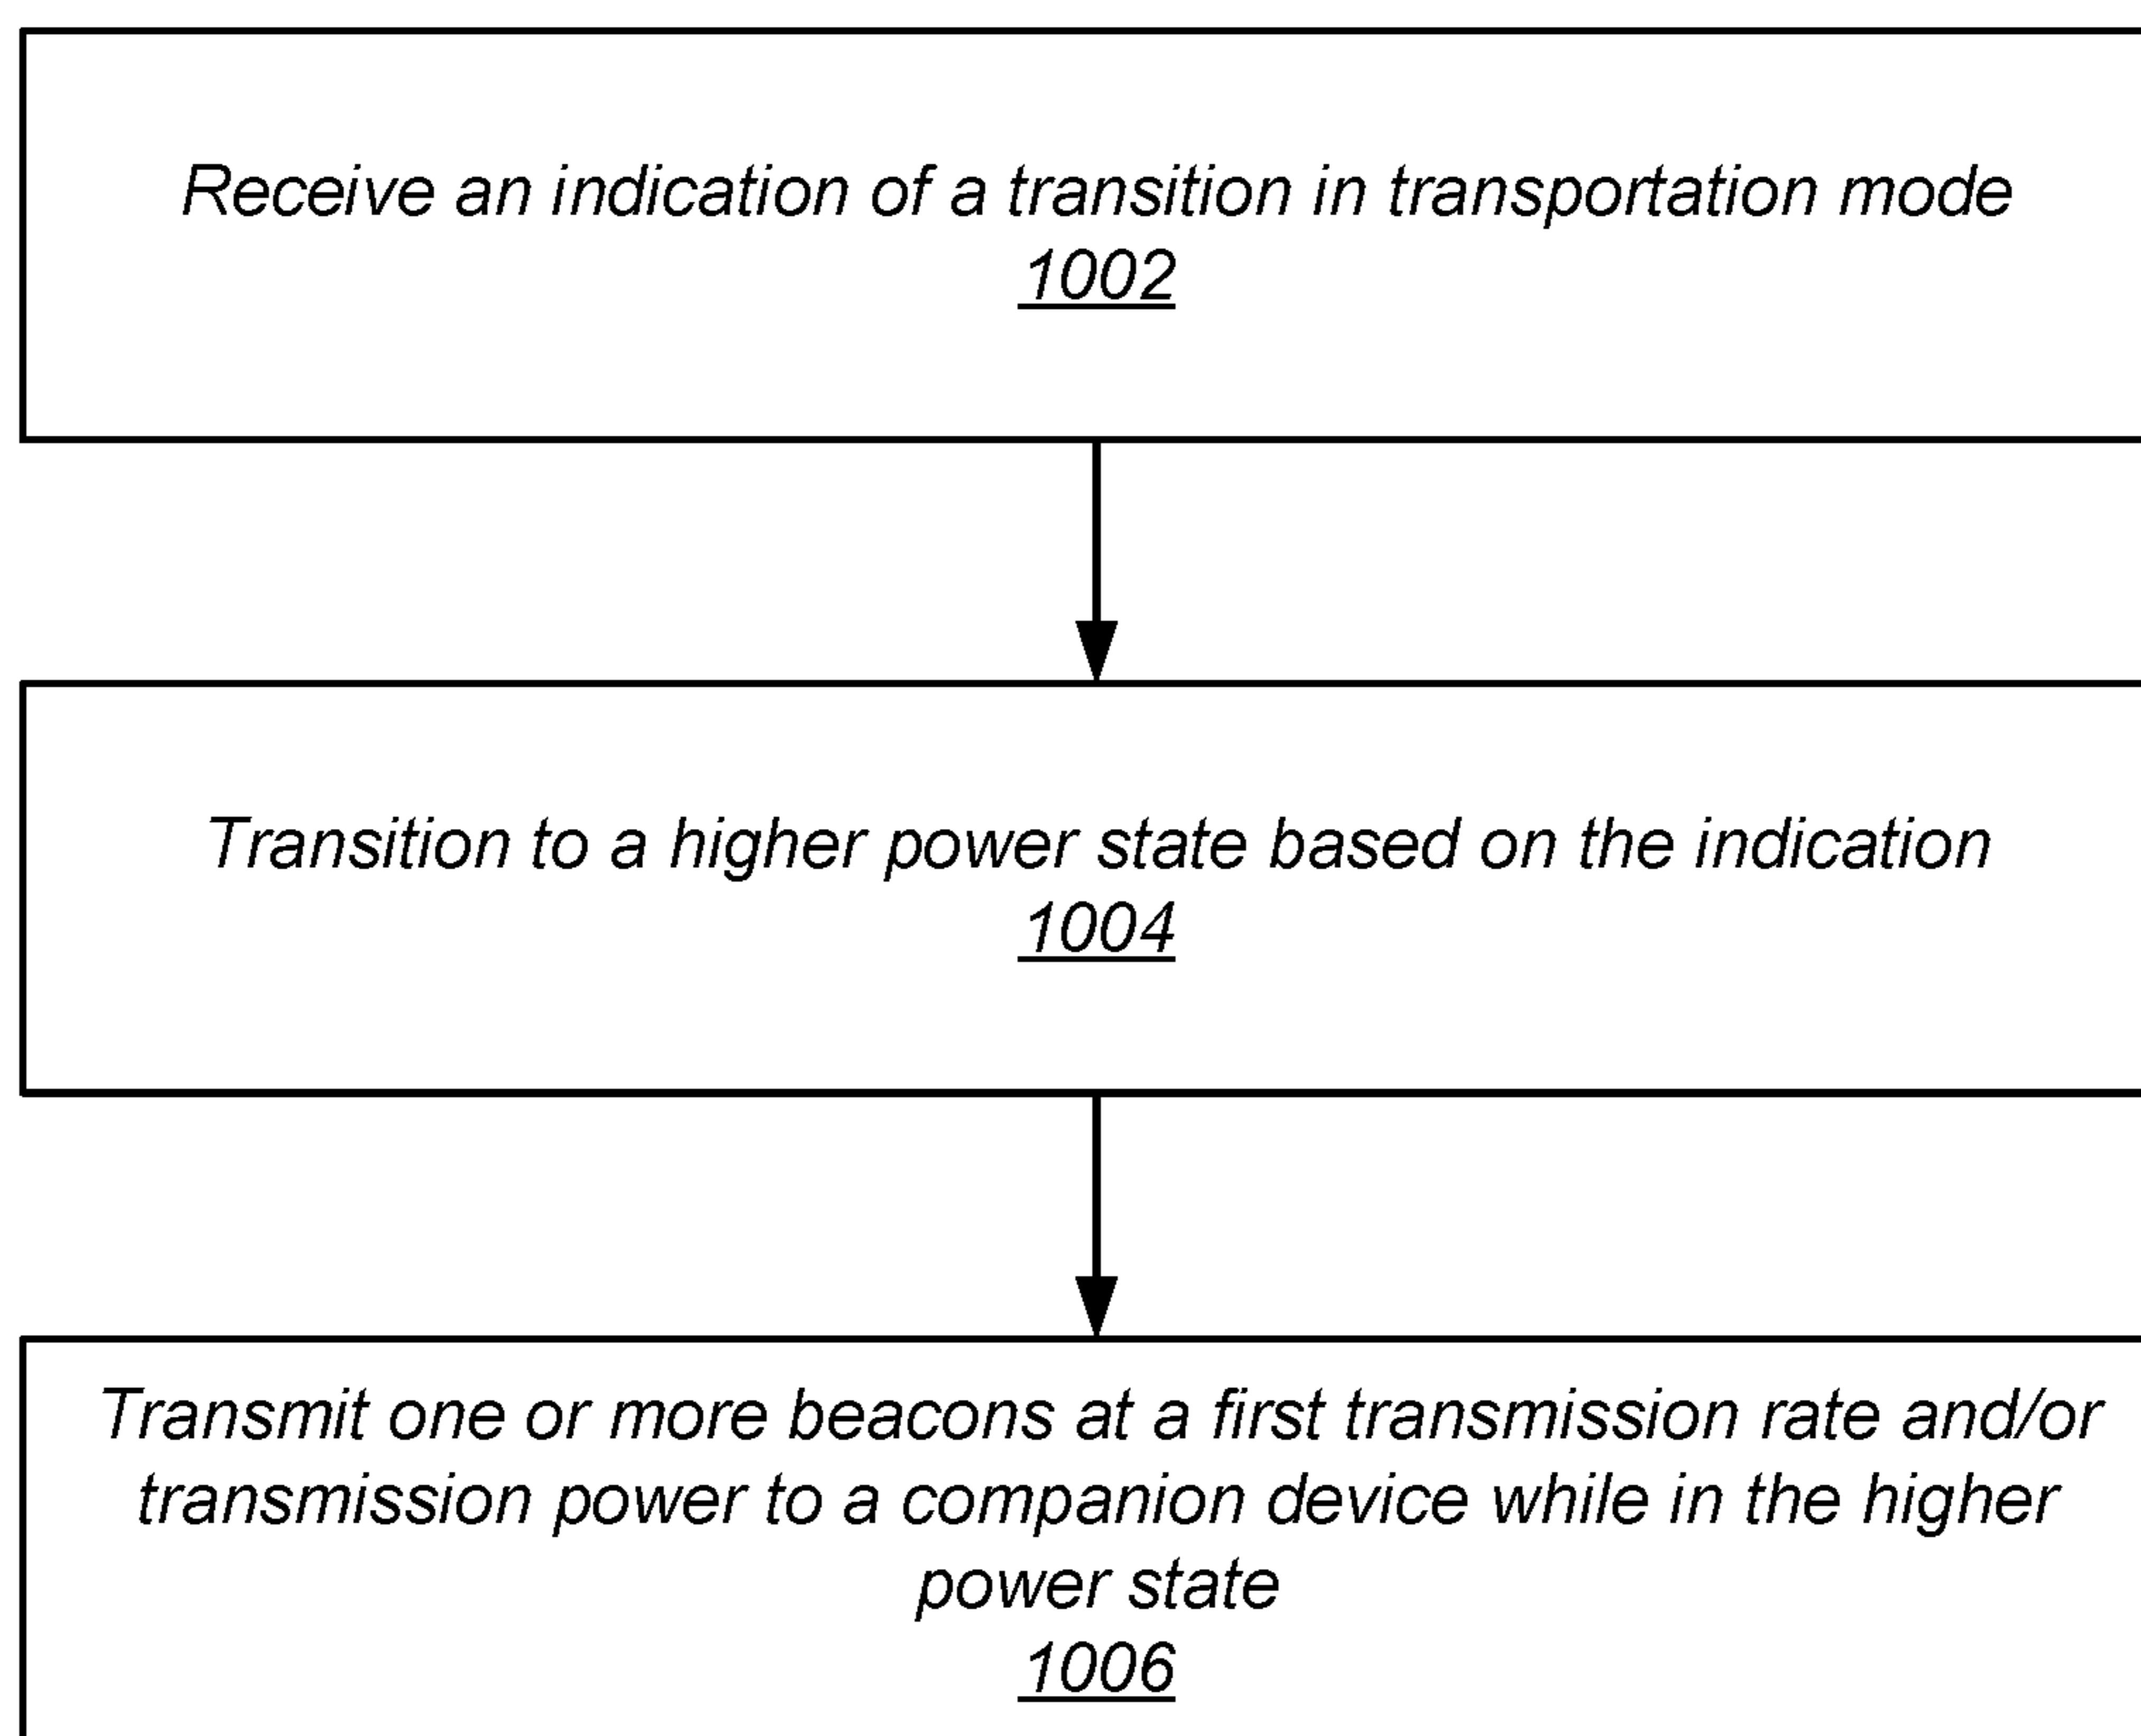 Receive an indication of a transition in transportation mode
1002
Transition to a higher power state based on the indication
1004
Transmit one or more beacons at a first transmission rate and/or
transmission power to a companion device while in the higher
power state
1006